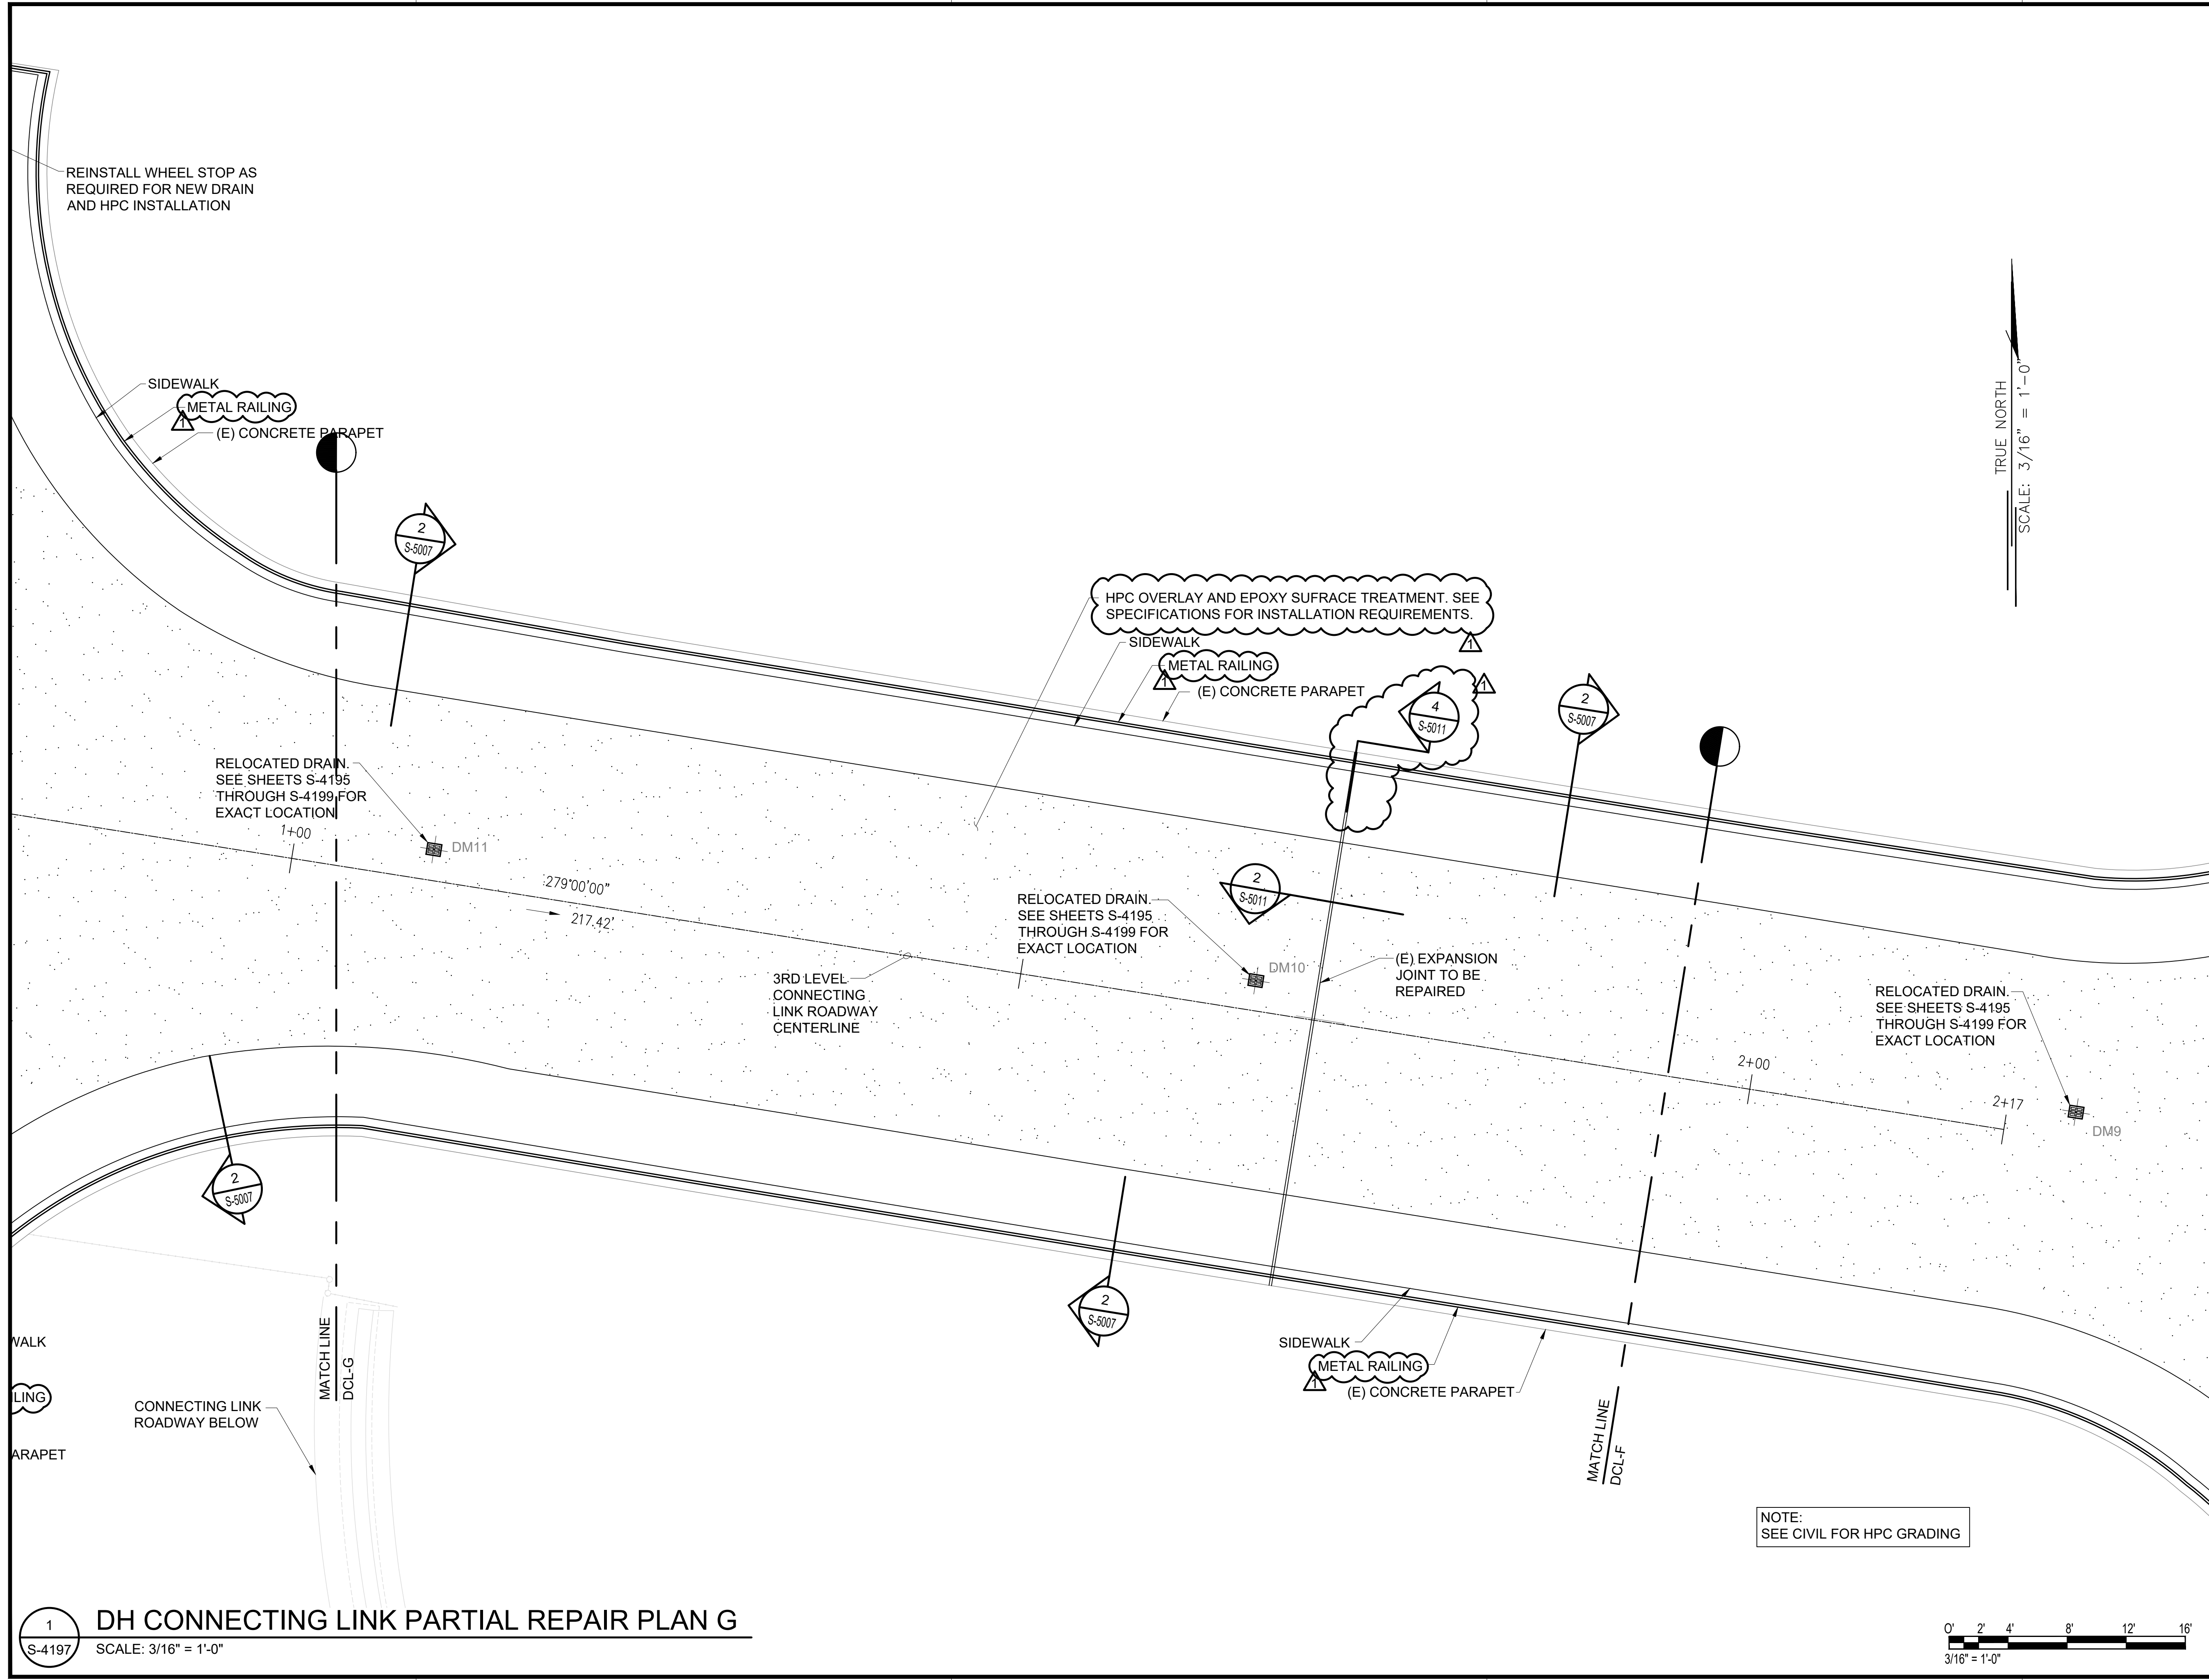 REINSTALL WHEEL STOP AS
REQUIRED FOR NEW DRAIN
AND HPC INSTALLATION
SIDEWALK
METAL RAILING
1
(E) CONCRETE PARAPET
2
S-5007
TRUE NORTH
SCALE: 3/16" = 1'-0"
HPC OVERLAY AND EPOXY SUFRACE TREATMENT. SEE
SPECIFICATIONS FOR INSTALLATION REQUIREMENTS.
1
SIDEWALK
METAL RAILING
1
(E) CONCRETE PARAPET
1
4
S-5011
2
S-5007
RELOCATED DRAIN.
SEE SHEETS S-4195
THROUGH S-4199 FOR
EXACT LOCATION
1+00
DM11
279°00'00"
217.42'
2
S-5011
RELOCATED DRAIN.
SEE SHEETS S-4195
THROUGH S-4199 FOR
EXACT LOCATION
DM10
(E) EXPANSION
JOINT TO BE
REPAIRED
3RD LEVEL
CONNECTING
LINK ROADWAY
CENTERLINE
RELOCATED DRAIN.
SEE SHEETS S-4195
THROUGH S-4199 FOR
EXACT LOCATION
2+00
2+17
DM9
2
S-5007
2
S-5007
WALK
LING
ARAPET
MATCH LINE
DCL-G
CONNECTING LINK
ROADWAY BELOW
SIDEWALK
METAL RAILING
1
(E) CONCRETE PARAPET
MATCH LINE
DCL-F
NOTE:
SEE CIVIL FOR HPC GRADING
1
S-4197
DH CONNECTING LINK PARTIAL REPAIR PLAN G
SCALE: 3/16" = 1'-0"
0' 2' 4' 8' 12' 16'
3/16" = 1'-0"